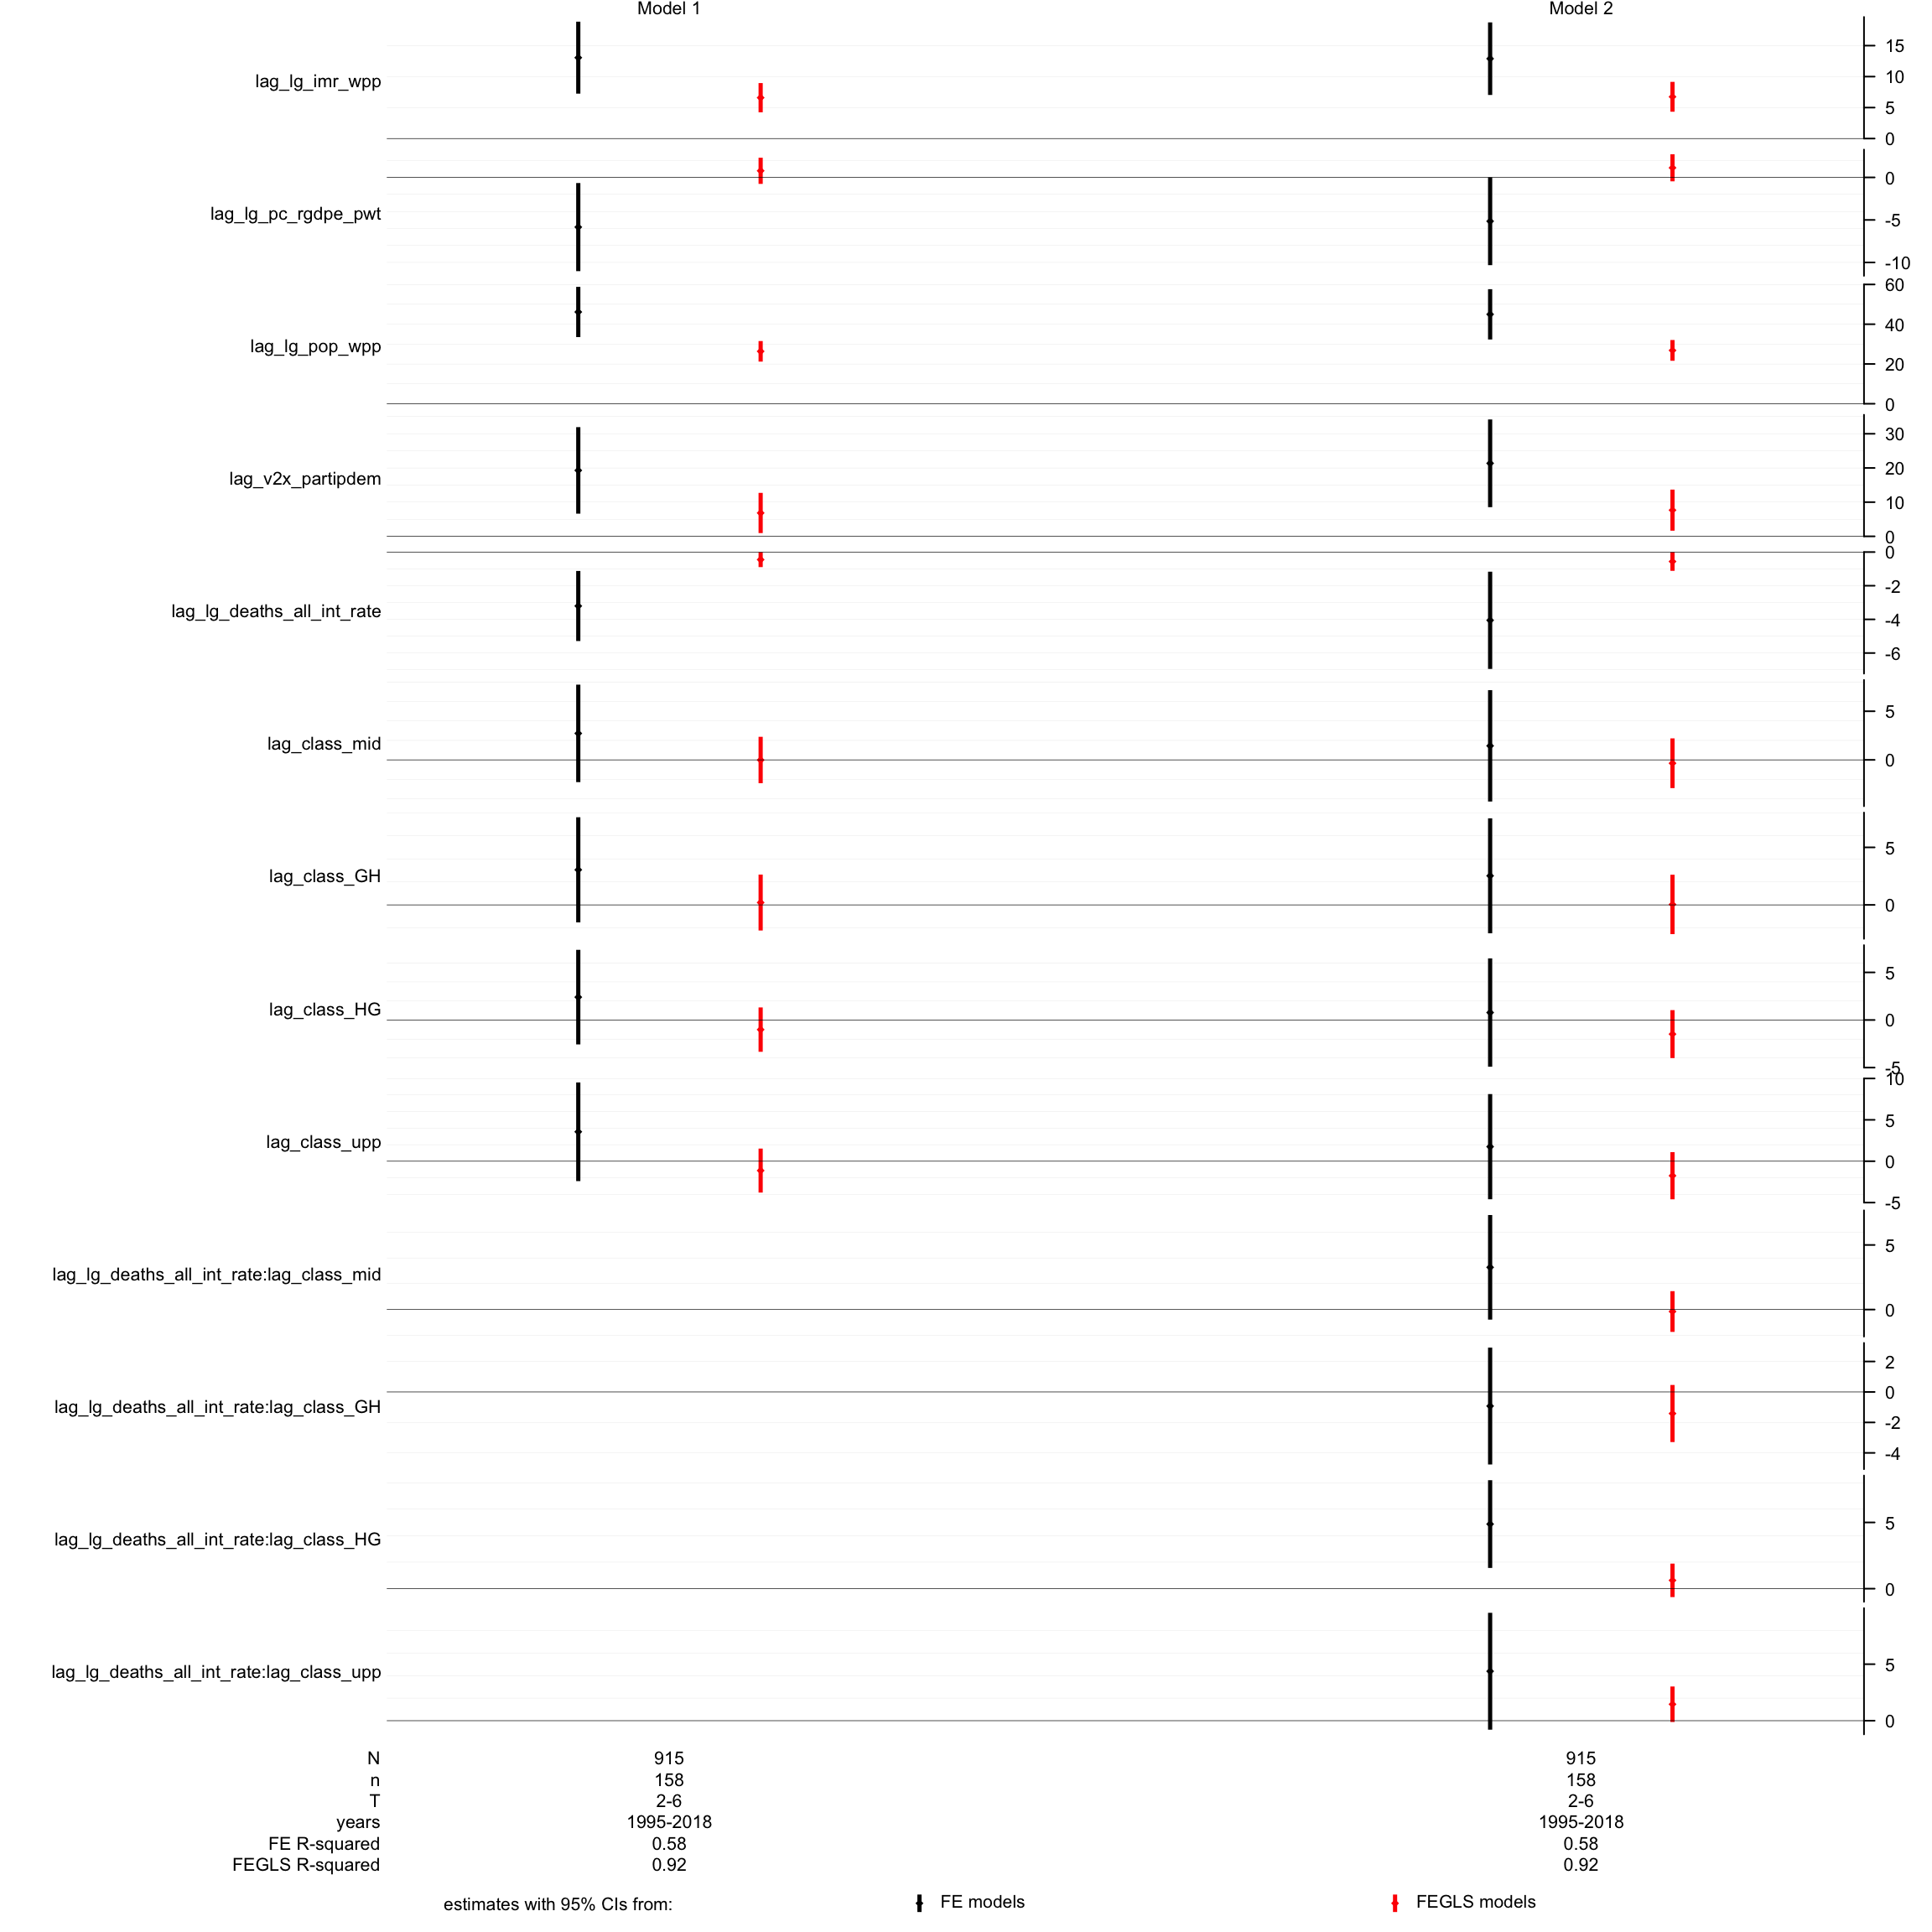 Model 1 Model 2
lag_lg_imr_wpp
15
10
5
0
lag_lg_pc_rgdpe_pwt
0
-5
-10
lag_lg_pop_wpp
60
40
20
0
lag_v2x_partipdem
30
20
10
0
lag_lg_deaths_all_int_rate
0
-2
-4
-6
lag_class_mid
5
0
lag_class_GH
5
0
lag_class_HG
5
0
-5
lag_class_upp
10
5
0
-5
lag_lg_deaths_all_int_rate:lag_class_mid
5
0
lag_lg_deaths_all_int_rate:lag_class_GH
2
0
-2
-4
lag_lg_deaths_all_int_rate:lag_class_HG
5
0
lag_lg_deaths_all_int_rate:lag_class_upp
5
0
N 915 915
n 158 158
T 2-6 2-6
years 1995-2018 1995-2018
FE R-squared 0.58 0.58
FEGLS R-squared 0.92 0.92
estimates with 95% CIs from: FE models FEGLS models